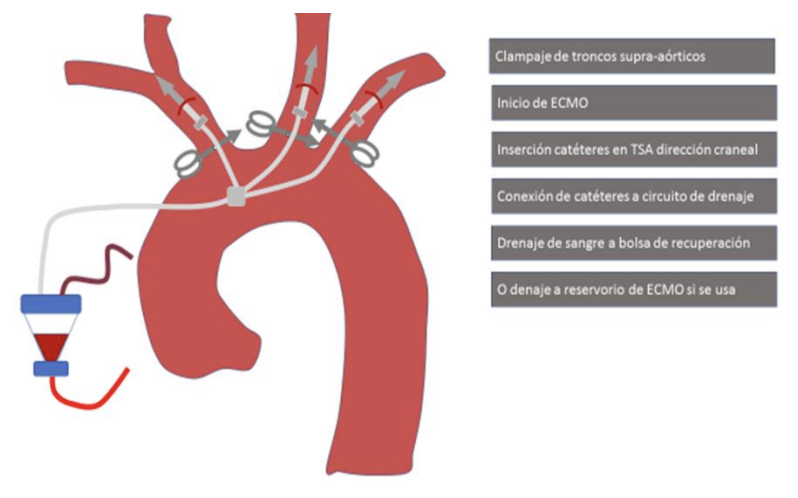 Clampaje de troncos supra-aórticos
Inicio de ECMO
Inserción catéteres en TSA dirección craneal
Conexión de catéteres a circuito de drenaje
Drenaje de sangre a bolsa de recuperación
O denaje a reservorio de ECMO si se usa